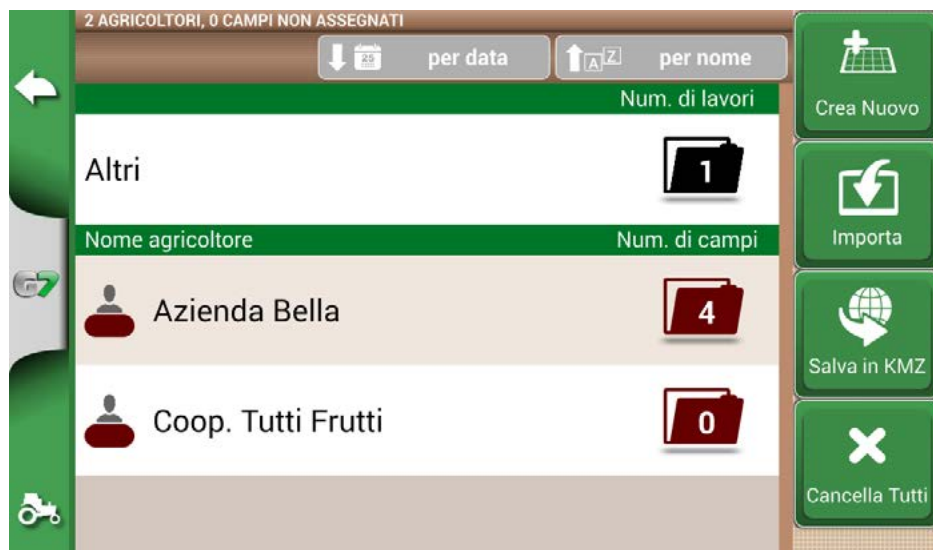 2 AGRICOLTORI, 0 CAMPI NON ASSEGNATI
25 per data
A Z per nome
Num. di lavori
Altri 1
Nome agricoltore Num. di campi
Azienda Bella 4
Coop. Tutti Frutti 0
G7
Crea Nuovo
Importa
Salva in KMZ
Cancella Tutti